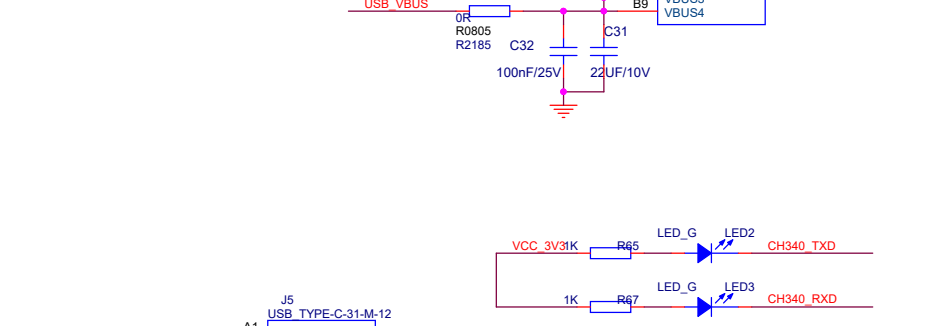 USB_VBUS
B9
VBUS4
0R
R0805
R2185
C32
C31
100nF/25V
22UF/10V
LED_G
LED2
VCC_3V3
1K
R65
CH340_TXD
LED_G
LED3
1K
R67
CH340_RXD
J5
USB_TYPE-C-31-M-12